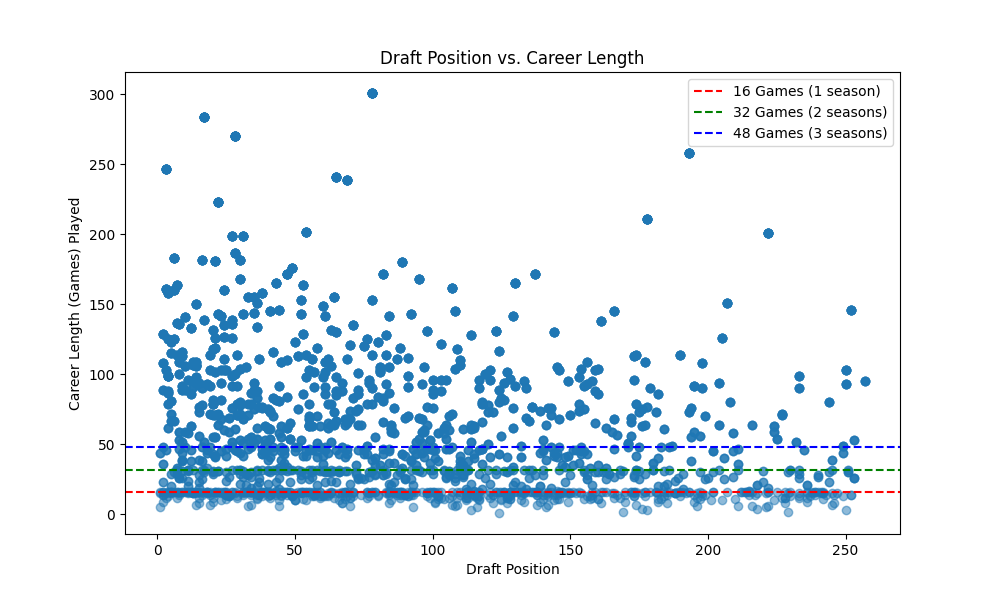 Draft Position vs. Career Length
16 Games (1 season)
32 Games (2 seasons)
48 Games (3 seasons)
Career Length (Games) Played
300
250
200
150
100
50
0
0 50 100 150 200 250
Draft Position